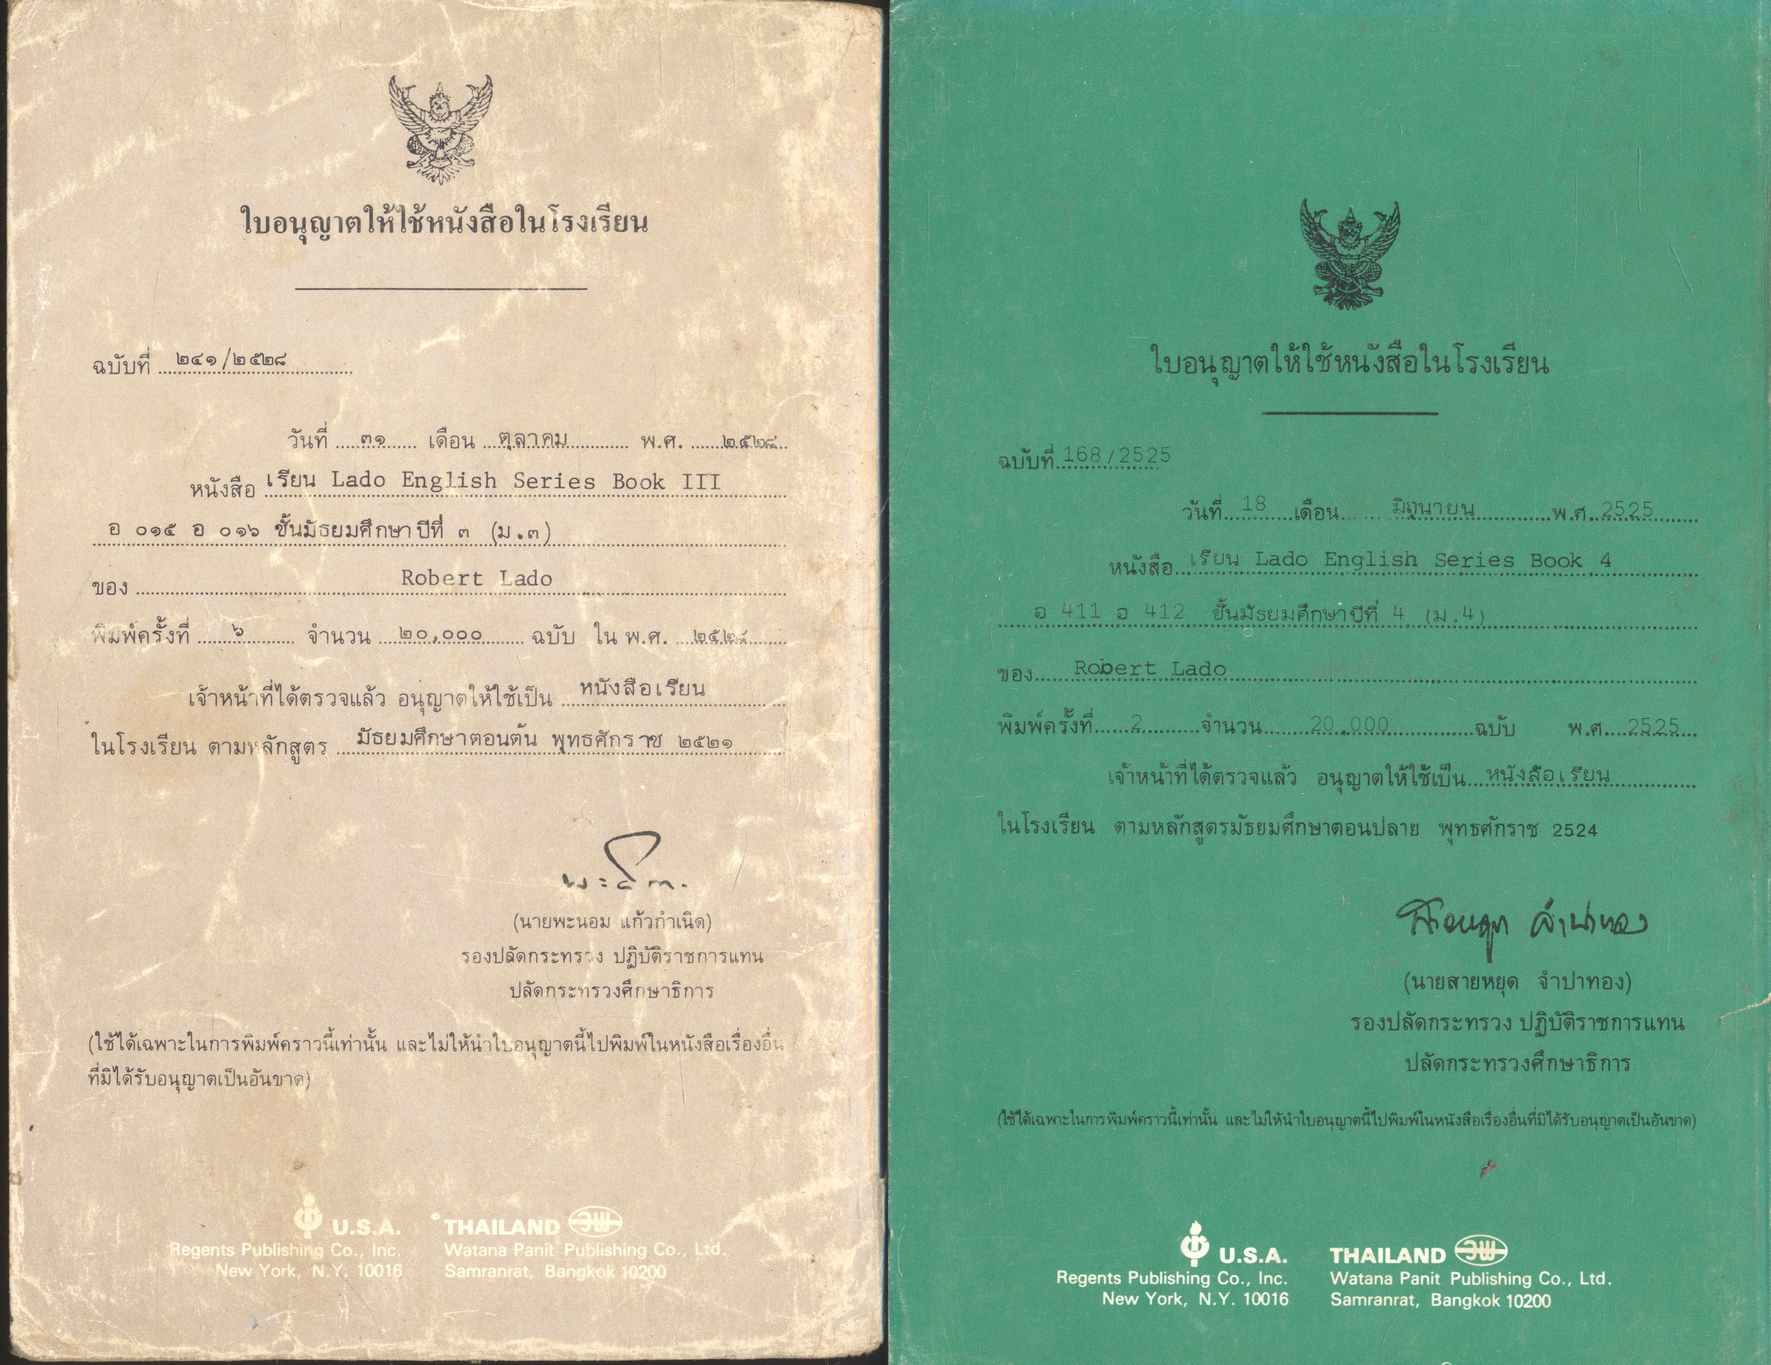 ใบอนุญาตให้ใช้หนังสือในโรงเรียน
ฉบับที่ ๒๔๑/๒๕๒๘
วันที่ ๓๑ เดือน ตุลาคม พ.ศ. ๒๕๒๘
หนังสือ เรียน Lado English Series Book III
อ ๐๑๕ อ ๐๑๖ ชั้นมัธยมศึกษาปีที่ ๓ (ม.๓)
ของ Robert Lado
พิมพ์ครั้งที่ ๖ จำนวน ๒๐,๐๐๐ ฉบับ ใน พ.ศ. ๒๕๒๘
เจ้าหน้าที่ได้ตรวจแล้ว อนุญาตให้ใช้เป็น หนังสือเรียน
ในโรงเรียน ตามหลักสูตร มัธยมศึกษาตอนต้น พุทธศักราช ๒๕๒๑
(นายพะนอม แก้วกำเนิด)
รองปลัดกระทรวง ปฏิบัติราชการแทน
ปลัดกระทรวงศึกษาธิการ
(ใช้ได้เฉพาะในการพิมพ์คราวนี้เท่านั้น และไม่ให้นำใบอนุญาตนี้ไปพิมพ์ในหนังสือเรื่องอื่น
ที่มิได้รับอนุญาตเป็นอันขาด)
U.S.A.
Regents Publishing Co., Inc.
New York, N.Y. 10016
THAILAND
Watana Panit Publishing Co., Ltd.
Samranrat, Bangkok 10200
ใบอนุญาตให้ใช้หนังสือในโรงเรียน
ฉบับที่ 168/2525
วันที่ 18 เดือน มิถุนายน พ.ศ. 2525
หนังสือ เรียน Lado English Series Book 4
อ 411 อ 412 ชั้นมัธยมศึกษาปีที่ 4 (ม.4)
ของ Robert Lado
พิมพ์ครั้งที่ 2 จำนวน 20,000 ฉบับ พ.ศ. 2525
เจ้าหน้าที่ได้ตรวจแล้ว อนุญาตให้ใช้เป็น หนังสือเรียน
ในโรงเรียน ตามหลักสูตรมัธยมศึกษาตอนปลาย พุทธศักราช 2524
สายหยุด จำปาทอง
(นายสายหยุด จำปาทอง)
รองปลัดกระทรวง ปฏิบัติราชการแทน
ปลัดกระทรวงศึกษาธิการ
(ใช้ได้เฉพาะในการพิมพ์คราวนี้เท่านั้น และไม่ให้นำใบอนุญาตนี้ไปพิมพ์ในหนังสือเรื่องอื่นที่มิได้รับอนุญาตเป็นอันขาด)
U.S.A.
Regents Publishing Co., Inc.
New York, N.Y. 10016
THAILAND
Watana Panit Publishing Co., Ltd.
Samranrat, Bangkok 10200